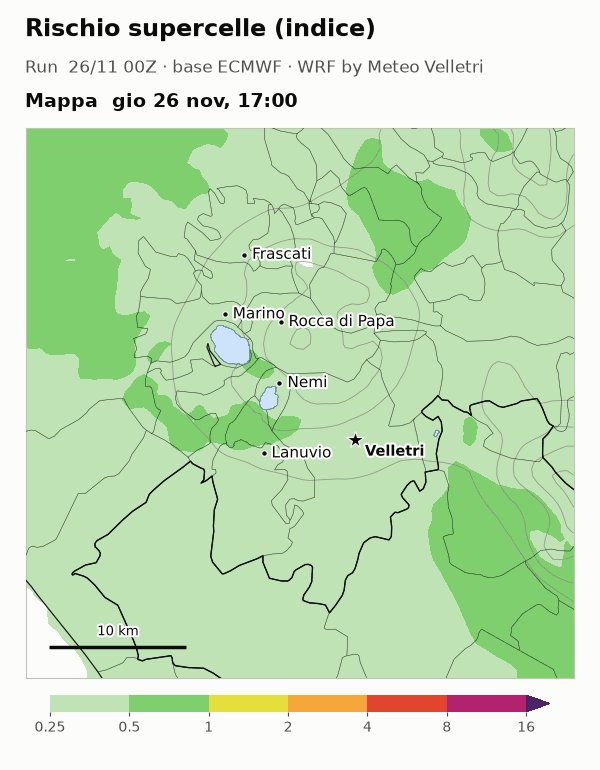 Rischio supercelle (indice)
Run  26/11 00Z · base ECMWF · WRF by Meteo Velletri
Mappa  gio 26 nov, 17:00
Frascati
Marino
Rocca di Papa
Nemi
Velletri
Lanuvio
10 km
0.25 0.5 1 2 4 8 16